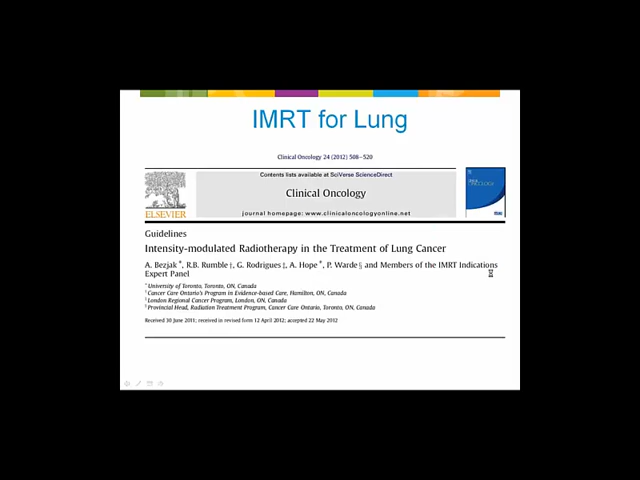 IMRT for Lung
Clinical Oncology 24 (2012) 508–520
Contents lists available at SciVerse ScienceDirect
Clinical Oncology
journal homepage: www.clinicaloncologyonline.net
ELSEVIER
Guidelines
Intensity-modulated Radiotherapy in the Treatment of Lung Cancer
A. Bezjak *, R.B. Rumble †, G. Rodrigues ‡, A. Hope *, P. Warde § and Members of the IMRT Indications
Expert Panel
* University of Toronto, Toronto, ON, Canada
† Cancer Care Ontario's Program in Evidence-based Care, Hamilton, ON, Canada
‡ London Regional Cancer Program, London, ON, Canada
§ Provincial Head, Radiation Treatment Program, Cancer Care Ontario, Toronto, ON, Canada
Received 30 June 2011; received in revised form 12 April 2012; accepted 22 May 2012